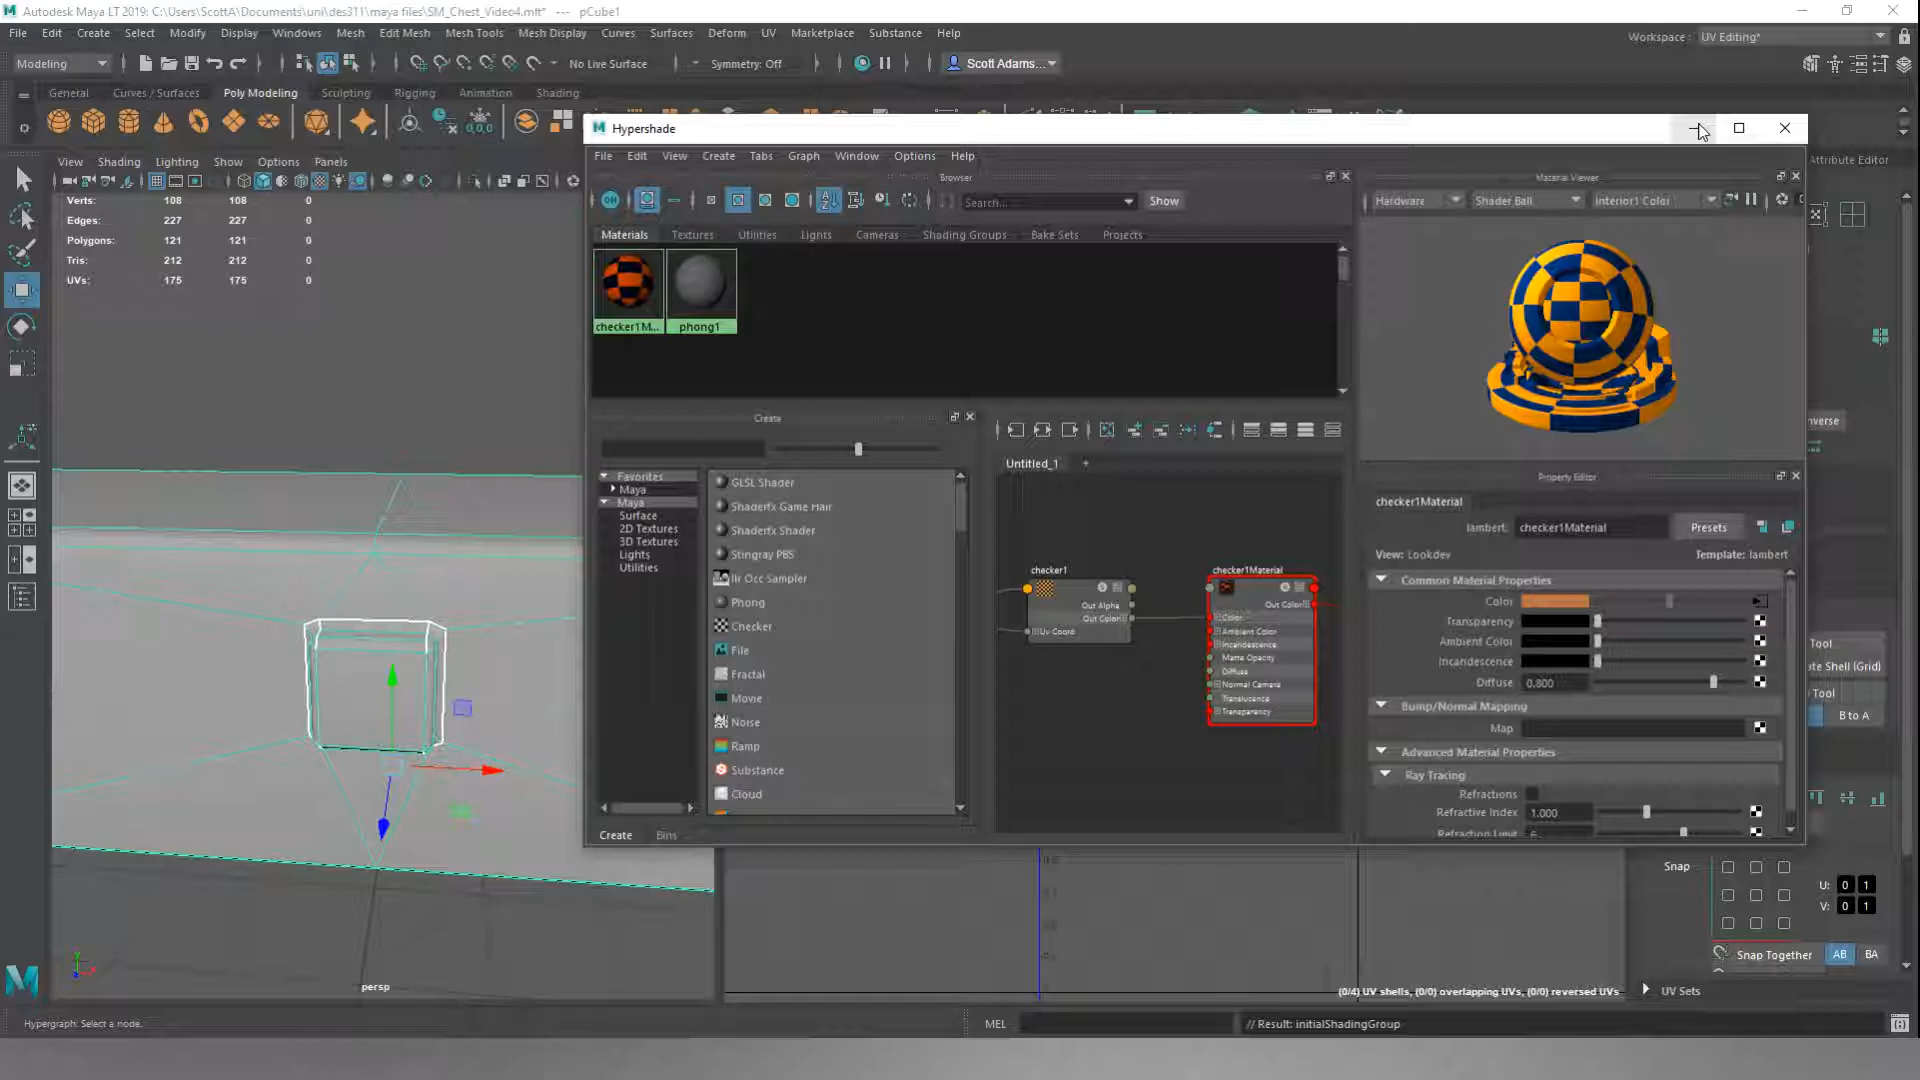 Autodesk Maya LT 2019: C:\Users\ScottA\Documents\uni\des311\maya files\SM_Chest_Video4.mlt* --- pCube1
File Edit Create Select Modify Display Windows Mesh Edit Mesh Mesh Tools Mesh Display Curves Surfaces Deform UV Marketplace Substance Help
Workspace: UV Editing*
Modeling
No Live Surface
Symmetry: Off
Scott Adams...
General Curves / Surfaces Poly Modeling Sculpting Rigging Animation Shading
0,0,0
View Shading Lighting Show Options Panels
Verts: 108 108 0
Edges: 227 227 0
Polygons: 121 121 0
Tris: 212 212 0
UVs: 175 175 0
persp
Hypershade
File Edit View Create Tabs Graph Window Options Help
Browser
ON
Search...
Show
Materials Textures Utilities Lights Cameras Shading Groups Bake Sets Projects
checker1M... phong1
Create
Favorites
Maya
Maya
Surface
2D Textures
3D Textures
Lights
Utilities
GLSL Shader
Shaderfx Game Hair
Shaderfx Shader
Stingray PBS
Ilr Occ Sampler
Phong
Checker
File
Fractal
Movie
Noise
Ramp
Substance
Cloud
Create Bins
Untitled_1 +
checker1
Out Alpha
Out Color
Uv Coord
checker1Material
Out Color
Color
Ambient Color
Incandescence
Matte Opacity
Diffuse
Normal Camera
Translucence
Transparency
Material Viewer
Hardware Shader Ball Interior1 Color
Property Editor
checker1Material
lambert: checker1Material Presets
View: Lookdev Template: lambert
Common Material Properties
Color
Transparency
Ambient Color
Incandescence
Diffuse 0.800
Bump/Normal Mapping
Map
Advanced Material Properties
Ray Tracing
Refractions
Refractive Index 1.000
Refraction Limit 6
Attribute Editor
verse
Tool
ate Shell (Grid)
Tool
B to A
Snap
U: 0 1
V: 0 1
Snap Together AB BA
(0/4) UV shells, (0/0) overlapping UVs, (0/0) reversed UVs
UV Sets
Hypergraph: Select a node.
MEL
// Result: initialShadingGroup